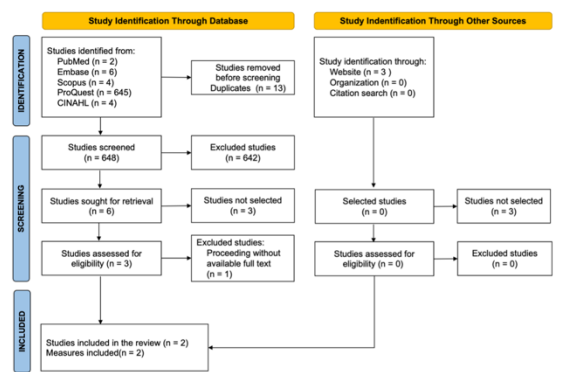 Study Identification Through Database
Study Indentification Through Other Sources
IDENTIFICATION
Studies identified from:
PubMed (n = 2)
Embase (n = 6)
Scopus (n = 4)
ProQuest (n = 645)
CINAHL (n = 4)
Studies removed
before screening
Duplicates (n = 13)
Study identification through:
Website (n = 3 )
Organization (n = 0)
Citation search (n = 0)
SCREENING
Studies screened
(n = 648)
Excluded studies
(n = 642)
Studies sought for retrieval
(n = 6)
Studies not selected
(n = 3)
Selected studies
(n = 0)
Studies not selected
(n = 3)
Studies assessed for
eligibility (n = 3)
Excluded studies:
Proceeding without
available full text
(n = 1)
Studies assessed for
eligibility (n = 0)
Excluded studies
(n = 0)
INCLUDED
Studies included in the review (n = 2)
Measures included(n = 2)